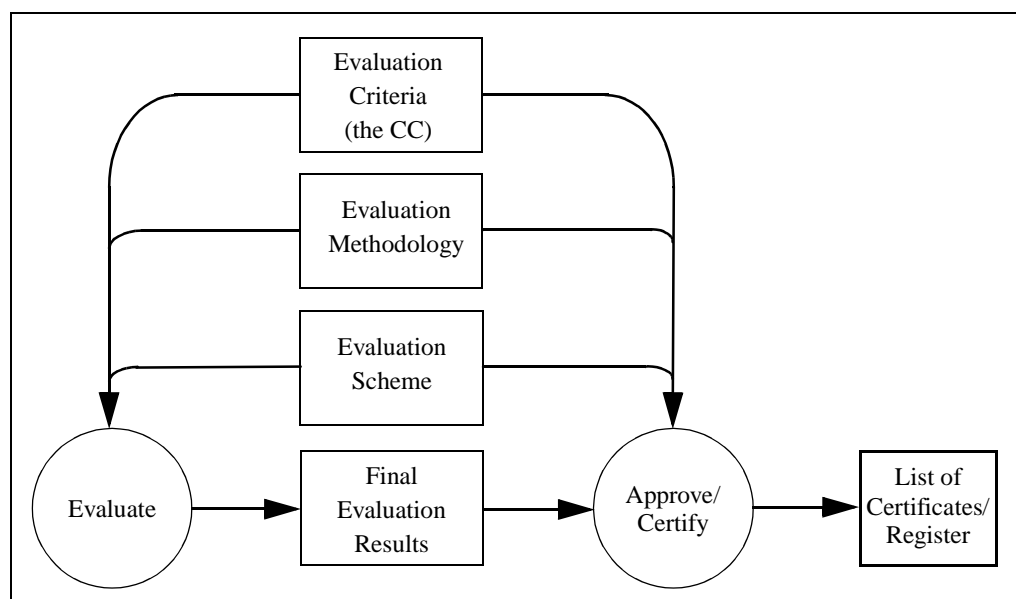 Evaluation
Criteria
(the CC)
Evaluation
Methodology
Evaluation
Scheme
Evaluate
Final
Evaluation
Results
Approve/
Certify
List of
Certificates/
Register